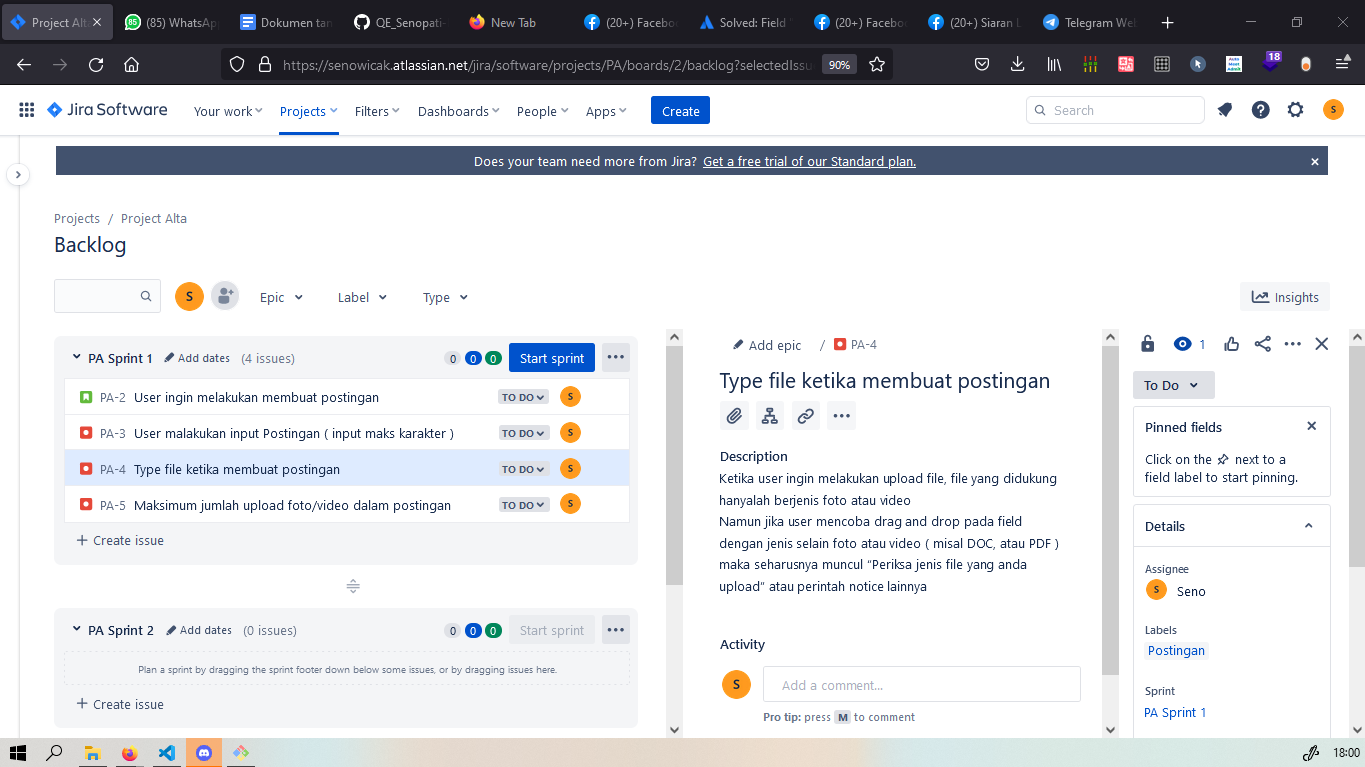 Project Alta
(85) WhatsAp
Dokumen tan
QE_Senopati-
New Tab
(20+) Facebo
Solved: Field "
(20+) Facebo
(20+) Siaran L
Telegram Web
https://senowicak.atlassian.net/jira/software/projects/PA/boards/2/backlog?selectedIssu
90%
18
Jira Software
Your work
Projects
Filters
Dashboards
People
Apps
Create
Search
S
Does your team need more from Jira? Get a free trial of our Standard plan.
Projects / Project Alta
Backlog
S
Epic
Label
Type
Insights
PA Sprint 1
Add dates
(4 issues)
0 0 0
Start sprint
PA-2 User ingin melakukan membuat postingan TO DO S
PA-3 User malakukan input Postingan ( input maks karakter ) TO DO S
PA-4 Type file ketika membuat postingan TO DO S
PA-5 Maksimum jumlah upload foto/video dalam postingan TO DO S
+ Create issue
PA Sprint 2
Add dates
(0 issues)
0 0 0
Start sprint
Plan a sprint by dragging the sprint footer down below some issues, or by dragging issues here.
+ Create issue
Add epic / PA-4
Type file ketika membuat postingan
Description
Ketika user ingin melakukan upload file, file yang didukung
hanyalah berjenis foto atau video
Namun jika user mencoba drag and drop pada field
dengan jenis selain foto atau video ( misal DOC, atau PDF )
maka seharusnya muncul “Periksa jenis file yang anda
upload” atau perintah notice lainnya
Activity
S
Add a comment...
Pro tip: press M to comment
1
To Do
Pinned fields
Click on the next to a
field label to start pinning.
Details
Assignee
S Seno
Labels
Postingan
Sprint
PA Sprint 1
18:00